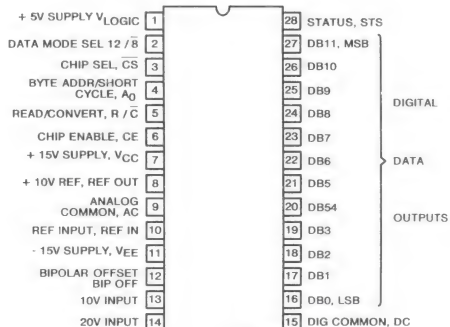 + 5V SUPPLY VLOGIC 1
DATA MODE SEL 12 / 8̅ 2
CHIP SEL, C̅S̅ 3
BYTE ADDR/SHORT
CYCLE, A0 4
READ/CONVERT, R / C̅ 5
CHIP ENABLE, CE 6
+ 15V SUPPLY, VCC 7
+ 10V REF, REF OUT 8
ANALOG
COMMON, AC 9
REF INPUT, REF IN 10
- 15V SUPPLY, VEE 11
BIPOLAR OFFSET
BIP OFF 12
10V INPUT 13
20V INPUT 14
28 STATUS, STS
27 DB11, MSB
26 DB10
25 DB9
24 DB8
23 DB7
22 DB6
21 DB5
20 DB54
19 DB3
18 DB2
17 DB1
16 DB0, LSB
15 DIG COMMON, DC
DIGITAL
DATA
OUTPUTS